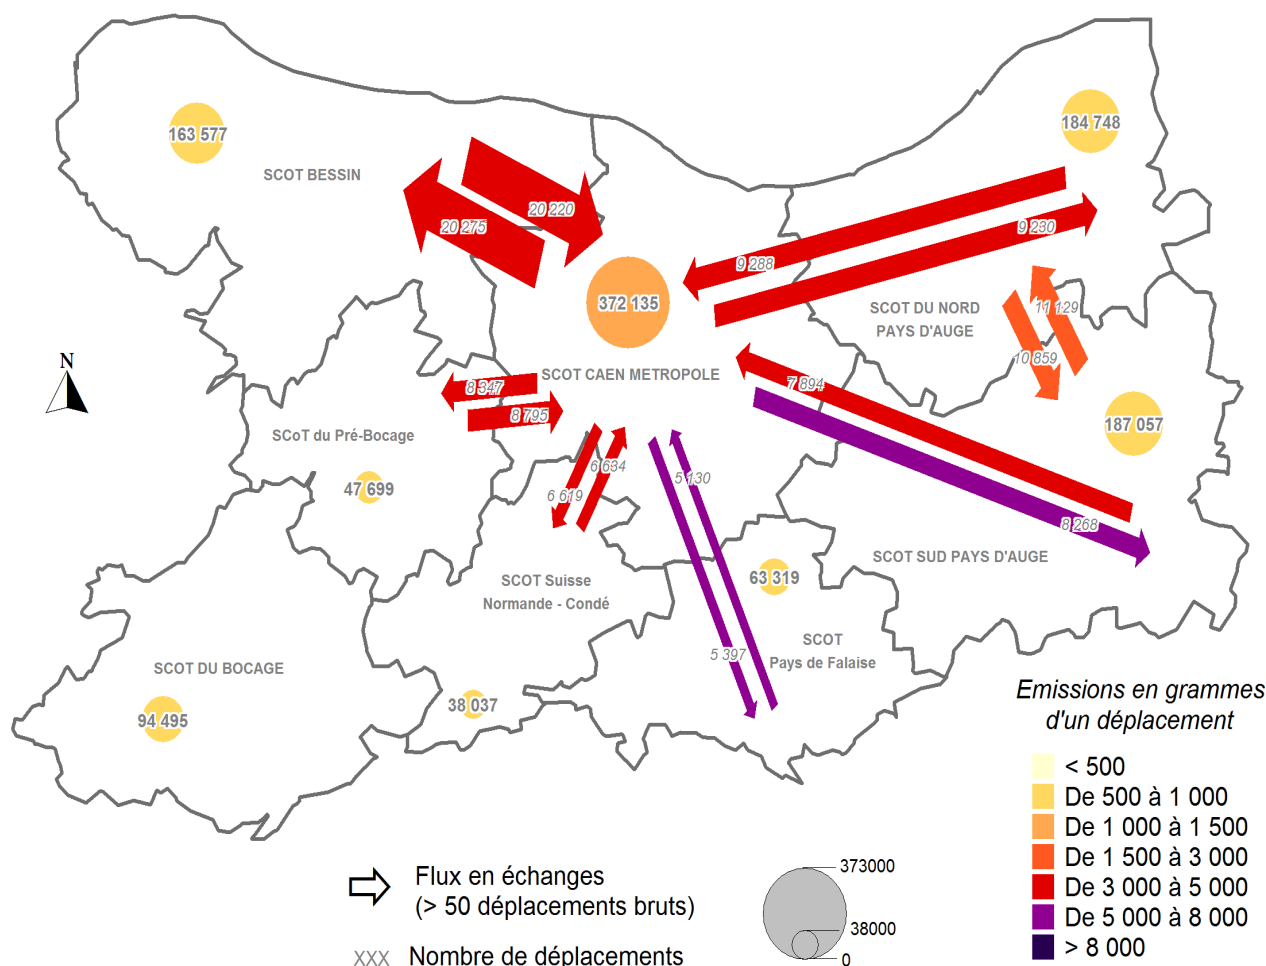 184 748
163 577
SCOT BESSIN
20 220
20 275
9 230
9 288
372 135
SCOT DU NORD
PAYS D'AUGE
11 129
10 859
N
SCOT CAEN METROPOLE
7 894
8 347
8 795
187 057
SCoT du Pré-Bocage
47 699
6 684
6 619
5 130
8 268
SCOT SUD PAYS D'AUGE
SCOT Suisse
Normande - Condé
63 319
SCOT
Pays de Falaise
5 397
SCOT DU BOCAGE
94 495
38 037
Emissions en grammes
d'un déplacement
< 500
De 500 à 1 000
De 1 000 à 1 500
De 1 500 à 3 000
De 3 000 à 5 000
De 5 000 à 8 000
> 8 000
Flux en échanges
(> 50 déplacements bruts)
XXX Nombre de déplacements
373000
38000
0